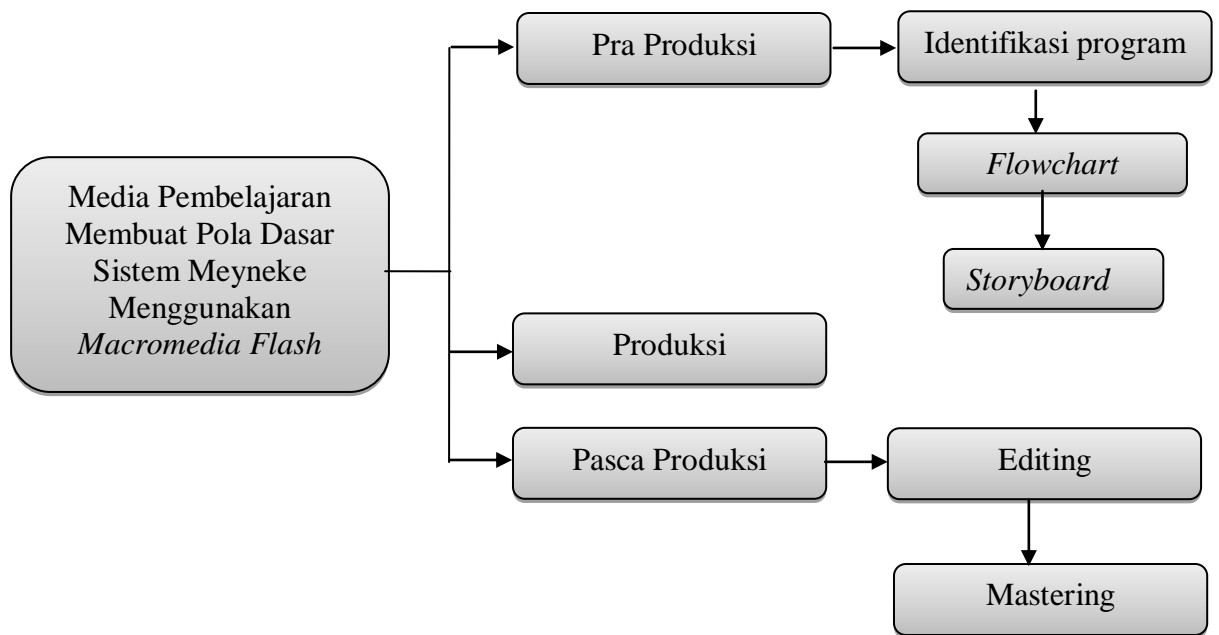 Pra Produksi
Identifikasi program
Flowchart
Storyboard
Media Pembelajaran
Membuat Pola Dasar
Sistem Meyneke
Menggunakan
Macromedia Flash
Produksi
Pasca Produksi
Editing
Mastering